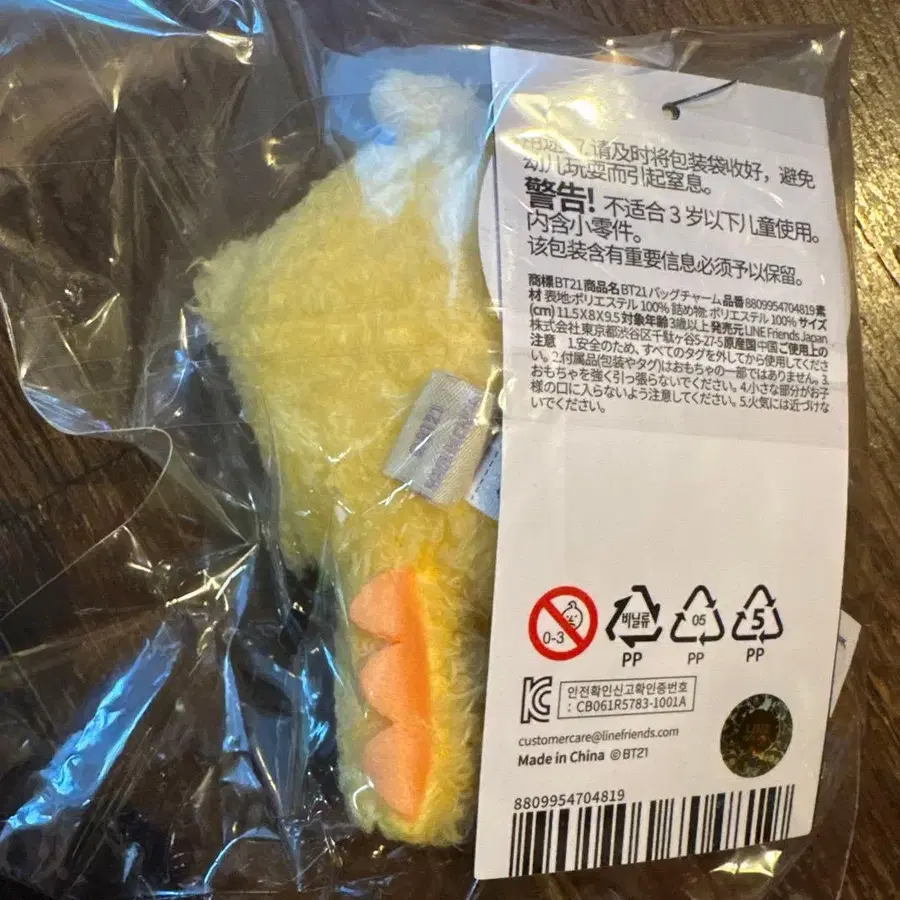 请及时将包装袋收好，避免
幼儿玩耍而引起窒息。
警告! 不适合 3 岁以下儿童使用。
内含小零件。
该包装含有重要信息必须予以保留。
商標BT21 商品名BT21 バッグチャーム 品番8809954704819 素
材 表地:ポリエステル 100% 詰め物: ポリエステル 100% サイズ
(cm) 11.5X8X9.5 対象年齢 3歳以上 発売元 LINE Friends Japan
株式会社 東京都渋谷区千駄ヶ谷5-27-5 原産国 中国 ご使用上の
注意 1.安全のため、すべてのタグを外してから使用してくださ
い。2.付属品(包装やタグ)はおもちゃの一部ではありません。3.
おもちゃを強く引っ張らないでください。4.小さな部分がお子
様の口に入らないよう注意してください。5.火気には近づけな
いでください。
0-3
비닐류
PP
05
PP
5
PP
안전확인신고확인증번호
: CB061R5783-1001A
customercare@linefriends.com
Made in China ©BT21
LINE
8809954704819